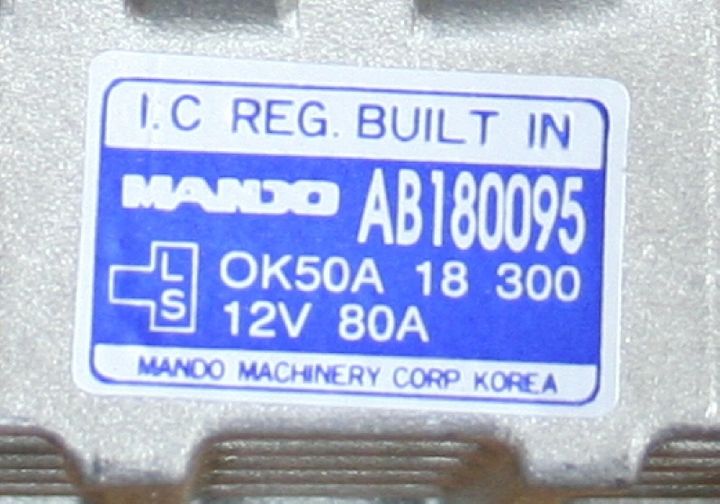 I.C REG. BUILT IN
MANDO AB180095
L OK50A 18 300
S 12V 80A
MANDO MACHINERY CORP KOREA